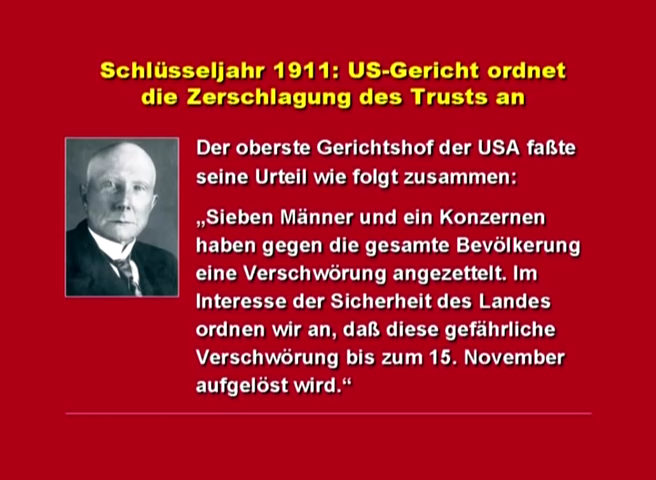 Schlüsseljahr 1911: US-Gericht ordnet
die Zerschlagung des Trusts an
Der oberste Gerichtshof der USA faßte
seine Urteil wie folgt zusammen:
„Sieben Männer und ein Konzernen
haben gegen die gesamte Bevölkerung
eine Verschwörung angezettelt. Im
Interesse der Sicherheit des Landes
ordnen wir an, daß diese gefährliche
Verschwörung bis zum 15. November
aufgelöst wird.“